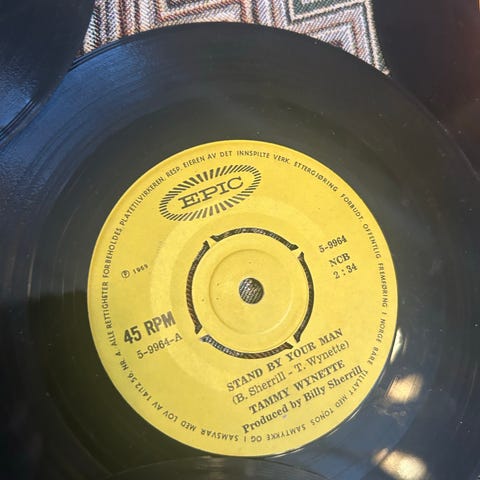 ALLE RETTIGHETER FORBEHOLDES PLATETILVIRKEREN, RESP. EIEREN AV DET INNSPILTE VERK. ETTERGJØRING FORBUDT. OFFENTLIG FREMFØRING I NORGE BARE TILLATT MED TONOS SAMTYKKE OG I SAMSVAR MED LOV AV 14/12 56 NR. A.
EPIC
5-9964
NCB
2:34
Ⓟ 1969
45 RPM
5-9964-A
STAND BY YOUR MAN
(B. Sherrill - T. Wynette)
TAMMY WYNETTE
Produced by Billy Sherrill